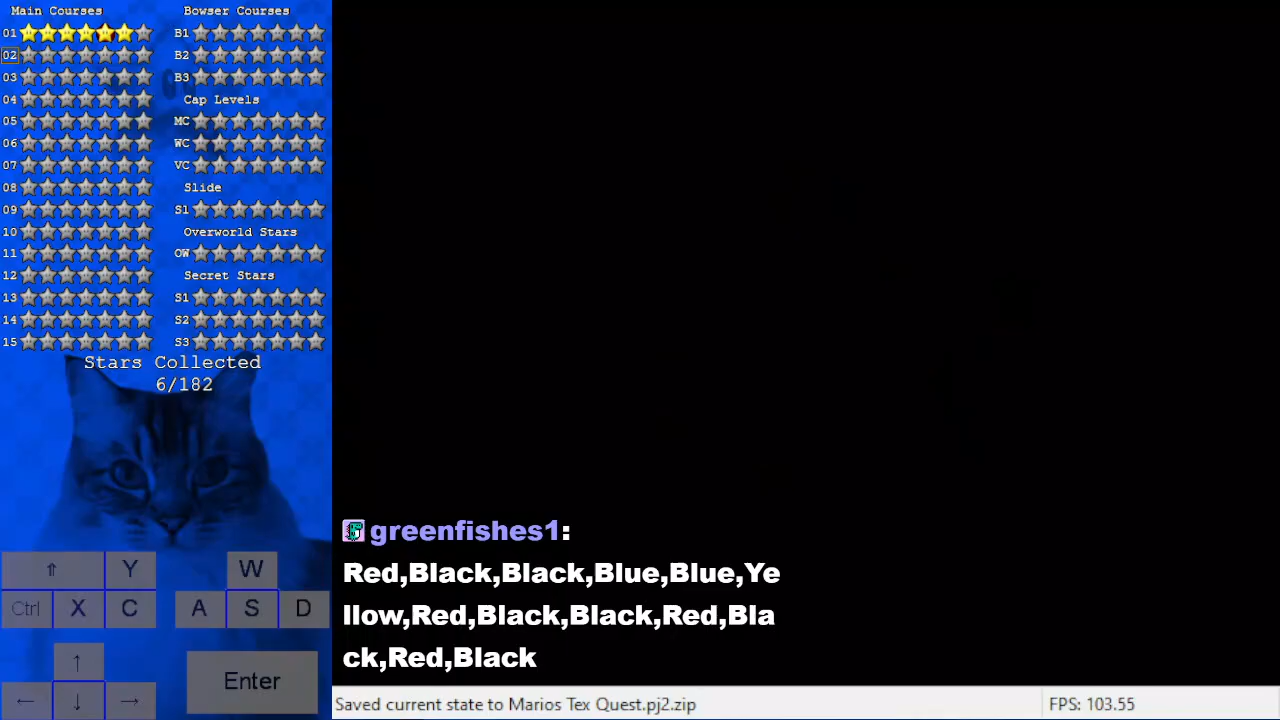 Main Courses
Bowser Courses
01
B1
02
B2
03
B3
04
Cap Levels
05
MC
06
WC
07
VC
08
Slide
09
S1
10
Overworld Stars
11
OW
12
Secret Stars
13
S1
14
S2
15
S3
Stars Collected
6/182
⇧ Y W
Ctrl X C A S D
↑
Enter
← ↓ →
greenfishes1:
Red,Black,Black,Blue,Blue,Ye
llow,Red,Black,Black,Red,Bla
ck,Red,Black
Saved current state to Marios Tex Quest.pj2.zip
FPS: 103.55